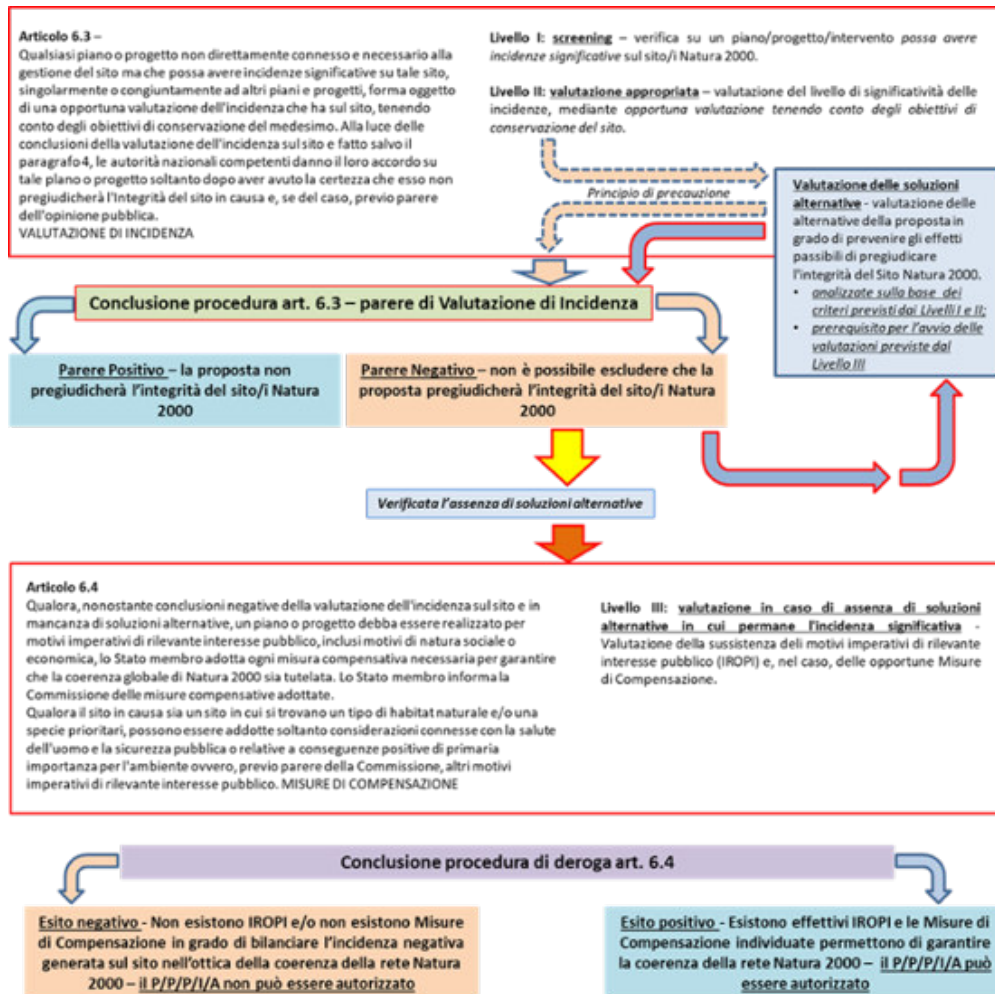 Articolo 6.3 –
Qualsiasi piano o progetto non direttamente connesso e necessario alla
gestione del sito ma che possa avere incidenze significative su tale sito,
singolarmente o congiuntamente ad altri piani e progetti, forma oggetto
di una opportuna valutazione dell'incidenza che ha sul sito, tenendo
conto degli obiettivi di conservazione del medesimo. Alla luce delle
conclusioni della valutazione dell'incidenza sul sito e fatto salvo il
paragrafo 4, le autorità nazionali competenti danno il loro accordo su
tale piano o progetto soltanto dopo aver avuto la certezza che esso non
pregiudicherà l'integrità del sito in causa e, se del caso, previo parere
dell'opinione pubblica.
VALUTAZIONE DI INCIDENZA
Livello I: screening – verifica su un piano/progetto/intervento possa avere
incidenze significative sul sito/i Natura 2000.
Livello II: valutazione appropriata – valutazione del livello di significatività delle
incidenze, mediante opportuna valutazione tenendo conto degli obiettivi di
conservazione del sito.
Principio di precauzione
Valutazione delle soluzioni
alternative - valutazione delle
alternative della proposta in
grado di prevenire gli effetti
passibili di pregiudicare
l'integrità del Sito Natura 2000.
• analizzate sulla base dei
criteri previsti dai Livelli I e II;
• prerequisito per l'avvio delle
valutazioni previste dal
Livello III
Conclusione procedura art. 6.3 – parere di Valutazione di Incidenza
Parere Positivo – la proposta non
pregiudicherà l'integrità del sito/i Natura
2000
Parere Negativo – non è possibile escludere che la
proposta pregiudicherà l'integrità del sito/i Natura
2000
Verificata l'assenza di soluzioni alternative
Articolo 6.4
Qualora, nonostante conclusioni negative della valutazione dell'incidenza sul sito e in
mancanza di soluzioni alternative, un piano o progetto debba essere realizzato per
motivi imperativi di rilevante interesse pubblico, inclusi motivi di natura sociale o
economica, lo Stato membro adotta ogni misura compensativa necessaria per garantire
che la coerenza globale di Natura 2000 sia tutelata. Lo Stato membro informa la
Commissione delle misure compensative adottate.
Qualora il sito in causa sia un sito in cui si trovano un tipo di habitat naturale e/o una
specie prioritari, possono essere addotte soltanto considerazioni connesse con la salute
dell'uomo e la sicurezza pubblica o relative a conseguenze positive di primaria
importanza per l'ambiente ovvero, previo parere della Commissione, altri motivi
imperativi di rilevante interesse pubblico. MISURE DI COMPENSAZIONE
Livello III: valutazione in caso di assenza di soluzioni
alternative in cui permane l'incidenza significativa -
Valutazione della sussistenza deli motivi imperativi di rilevante
interesse pubblico (IROPI) e, nel caso, delle opportune Misure
di Compensazione.
Conclusione procedura di deroga art. 6.4
Esito negativo - Non esistono IROPI e/o non esistono Misure
di Compensazione in grado di bilanciare l'incidenza negativa
generata sul sito nell'ottica della coerenza della rete Natura
2000 – il P/P/P/I/A non può essere autorizzato
Esito positivo - Esistono effettivi IROPI e le Misure di
Compensazione individuate permettono di garantire
la coerenza della rete Natura 2000 – il P/P/P/I/A può
essere autorizzato